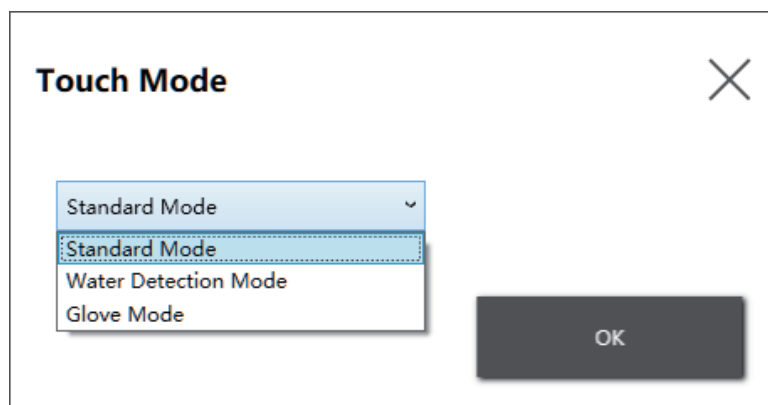 Touch Mode
Standard Mode
Standard Mode
Water Detection Mode
Glove Mode
OK